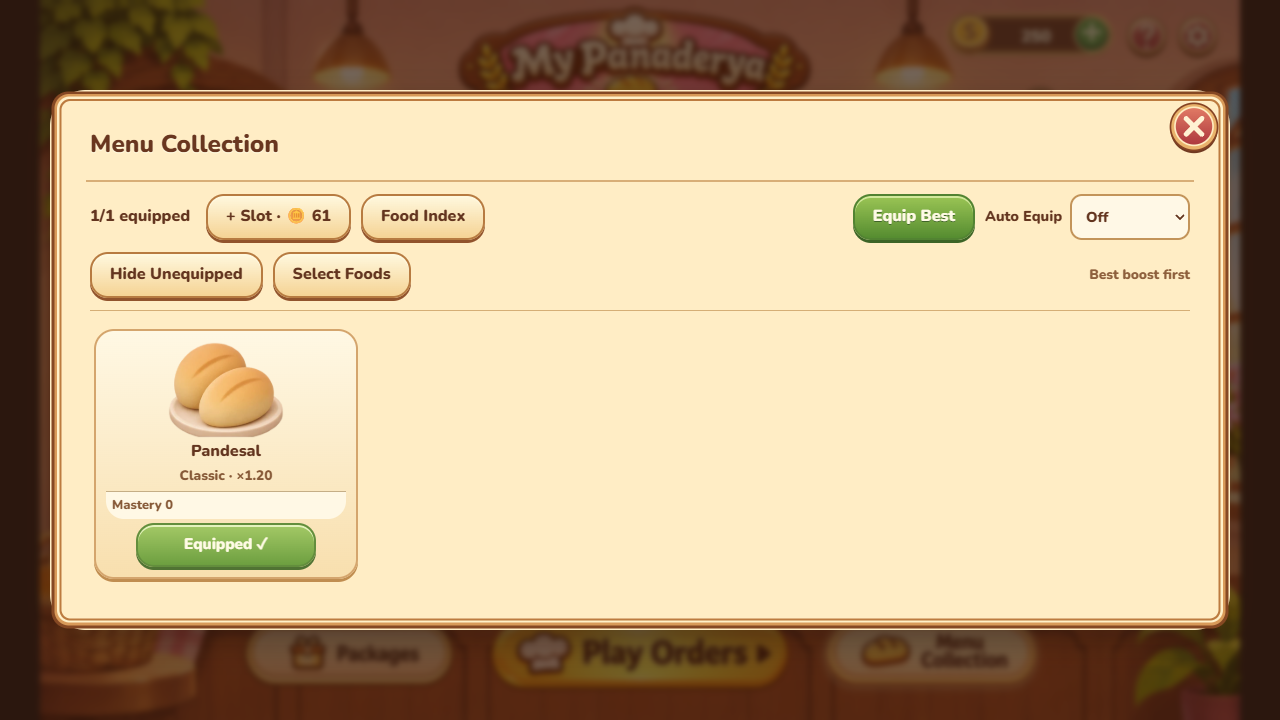 My Panaderya
250
Menu Collection
1/1 equipped
+ Slot · 61
Food Index
Equip Best
Auto Equip
Off
Hide Unequipped
Select Foods
Best boost first
Pandesal
Classic · ×1.20
Mastery 0
Equipped ✓
Packages
Play Orders
Menu
Collection